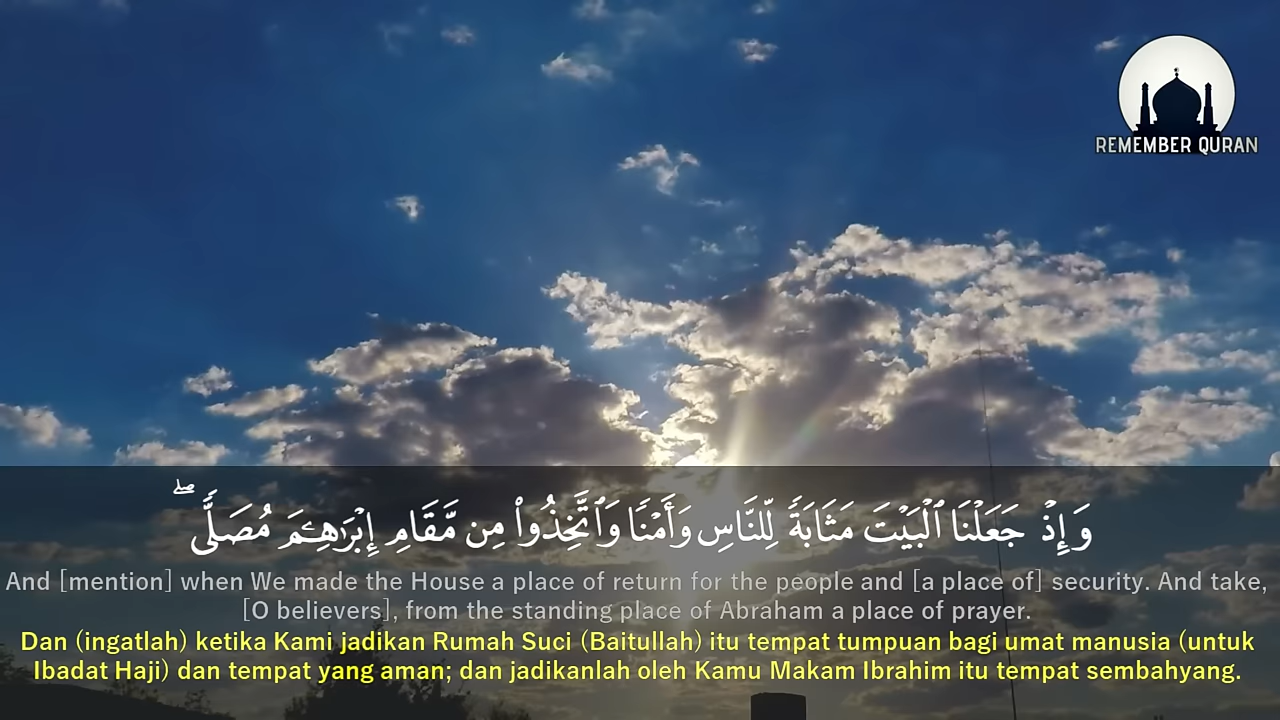 REMEMBER QURAN
وَإِذْ جَعَلْنَا ٱلْبَيْتَ مَثَابَةً لِّلنَّاسِ وَأَمْنًا وَٱتَّخِذُوا۟ مِن مَّقَامِ إِبْرَٰهِـۧمَ مُصَلًّى ۖ
And [mention] when We made the House a place of return for the people and [a place of] security. And take,
[O believers], from the standing place of Abraham a place of prayer.
Dan (ingatlah) ketika Kami jadikan Rumah Suci (Baitullah) itu tempat tumpuan bagi umat manusia (untuk
Ibadat Haji) dan tempat yang aman; dan jadikanlah oleh Kamu Makam Ibrahim itu tempat sembahyang.